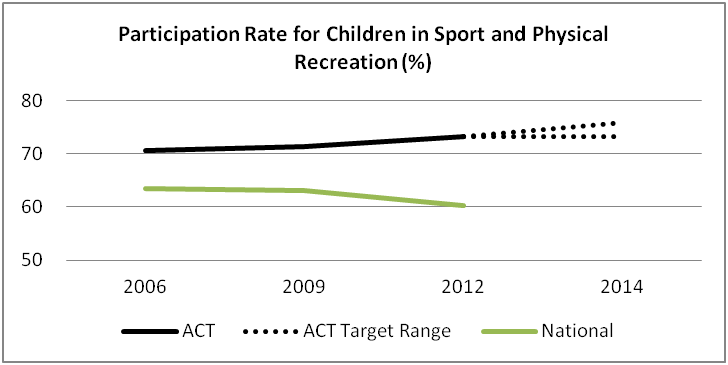 Participation Rate for Children in Sport and Physical
Recreation (%)
80
70
60
50
2006 2009 2012 2014
ACT ACT Target Range National